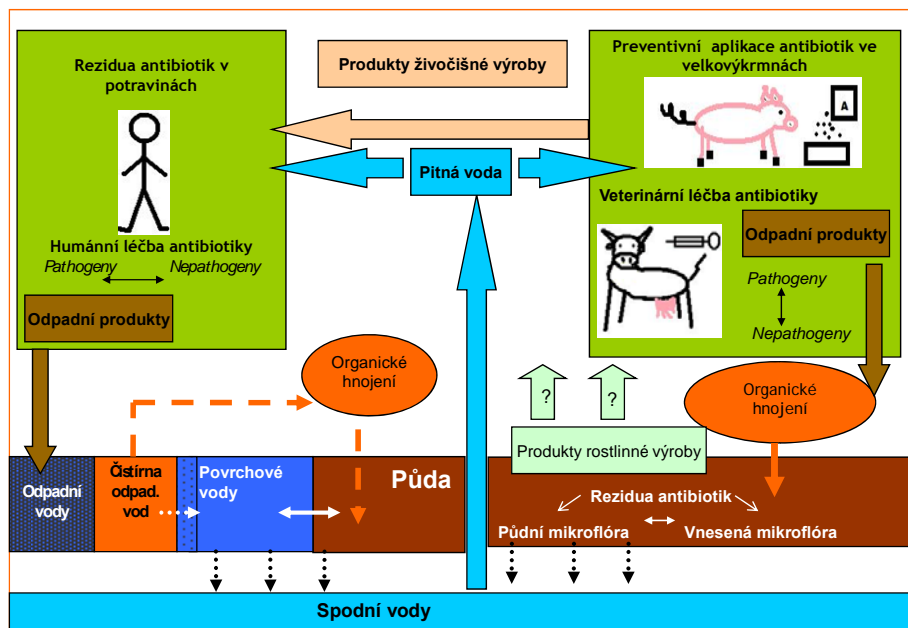 Rezidua antibiotik v
potravinách
Produkty živočišné výroby
Preventivní aplikace antibiotik ve
velkovýkrmnách
A
Pitná voda
Veterinární léčba antibiotiky
Humánní léčba antibiotiky
Pathogeny
Nepathogeny
Odpadní produkty
Odpadní produkty
Pathogeny
Nepathogeny
Organické
hnojení
?
?
Organické
hnojení
Produkty rostlinné výroby
Odpadní
vody
Čistírna
odpad.
vod
Povrchové
vody
Půda
Rezidua antibiotik
Půdní mikroflóra
Vnesená mikroflóra
Spodní vody